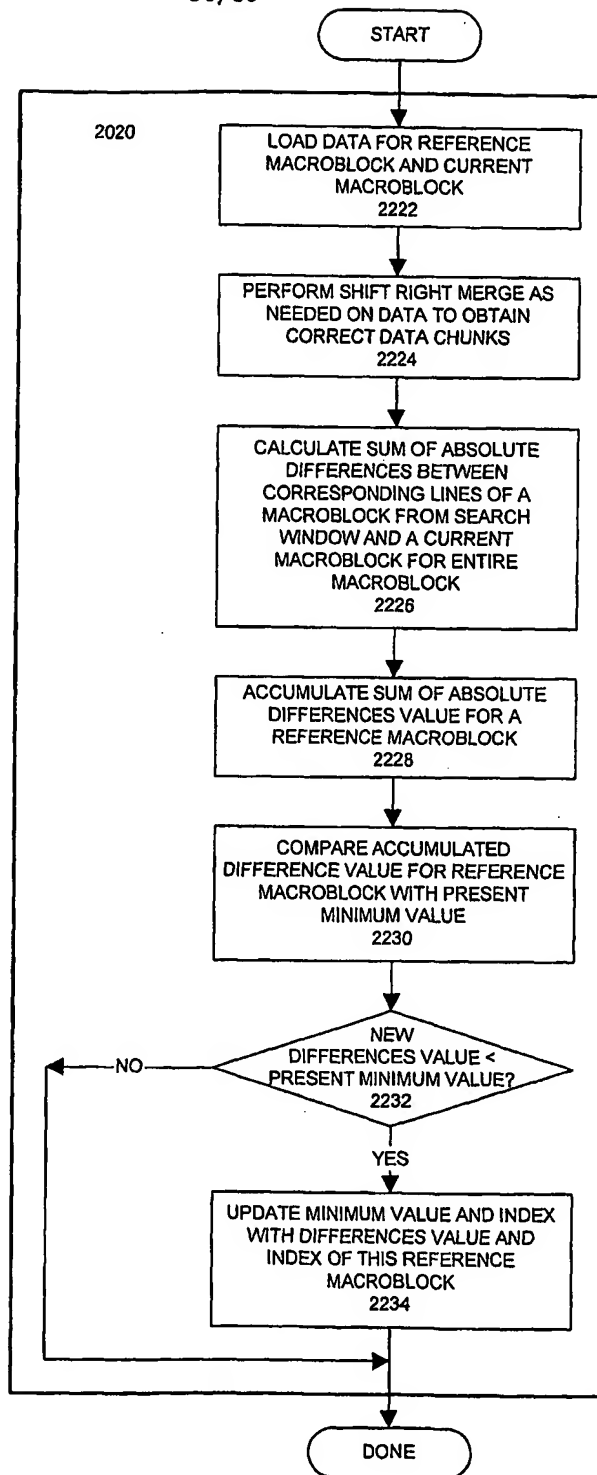 START
2020
LOAD DATA FOR REFERENCE
MACROBLOCK AND CURRENT
MACROBLOCK
2222
PERFORM SHIFT RIGHT MERGE AS
NEEDED ON DATA TO OBTAIN
CORRECT DATA CHUNKS
2224
CALCULATE SUM OF ABSOLUTE
DIFFERENCES BETWEEN
CORRESPONDING LINES OF A
MACROBLOCK FROM SEARCH
WINDOW AND A CURRENT
MACROBLOCK FOR ENTIRE
MACROBLOCK
2226
ACCUMULATE SUM OF ABSOLUTE
DIFFERENCES VALUE FOR A
REFERENCE MACROBLOCK
2228
COMPARE ACCUMULATED
DIFFERENCE VALUE FOR REFERENCE
MACROBLOCK WITH PRESENT
MINIMUM VALUE
2230
NEW
DIFFERENCES VALUE <
PRESENT MINIMUM VALUE?
2232
NO
YES
UPDATE MINIMUM VALUE AND INDEX
WITH DIFFERENCES VALUE AND
INDEX OF THIS REFERENCE
MACROBLOCK
2234
DONE